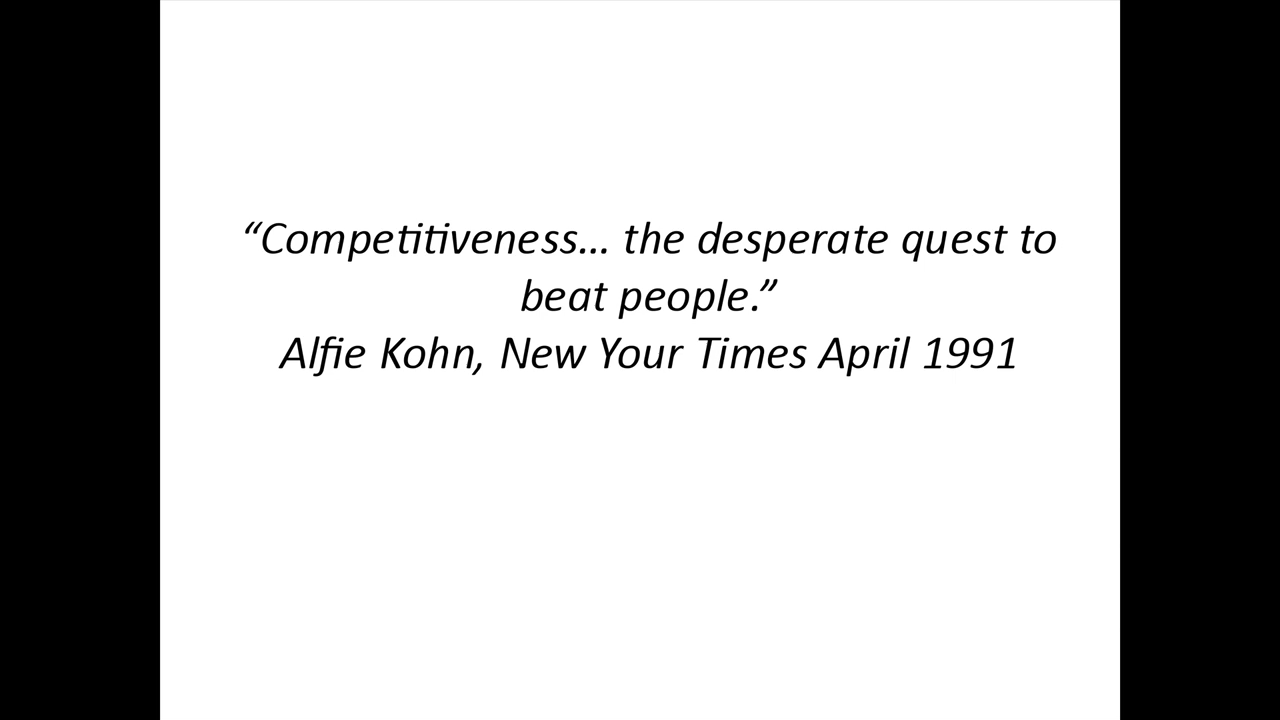 “Competitiveness… the desperate quest to
beat people.”
Alfie Kohn, New Your Times April 1991